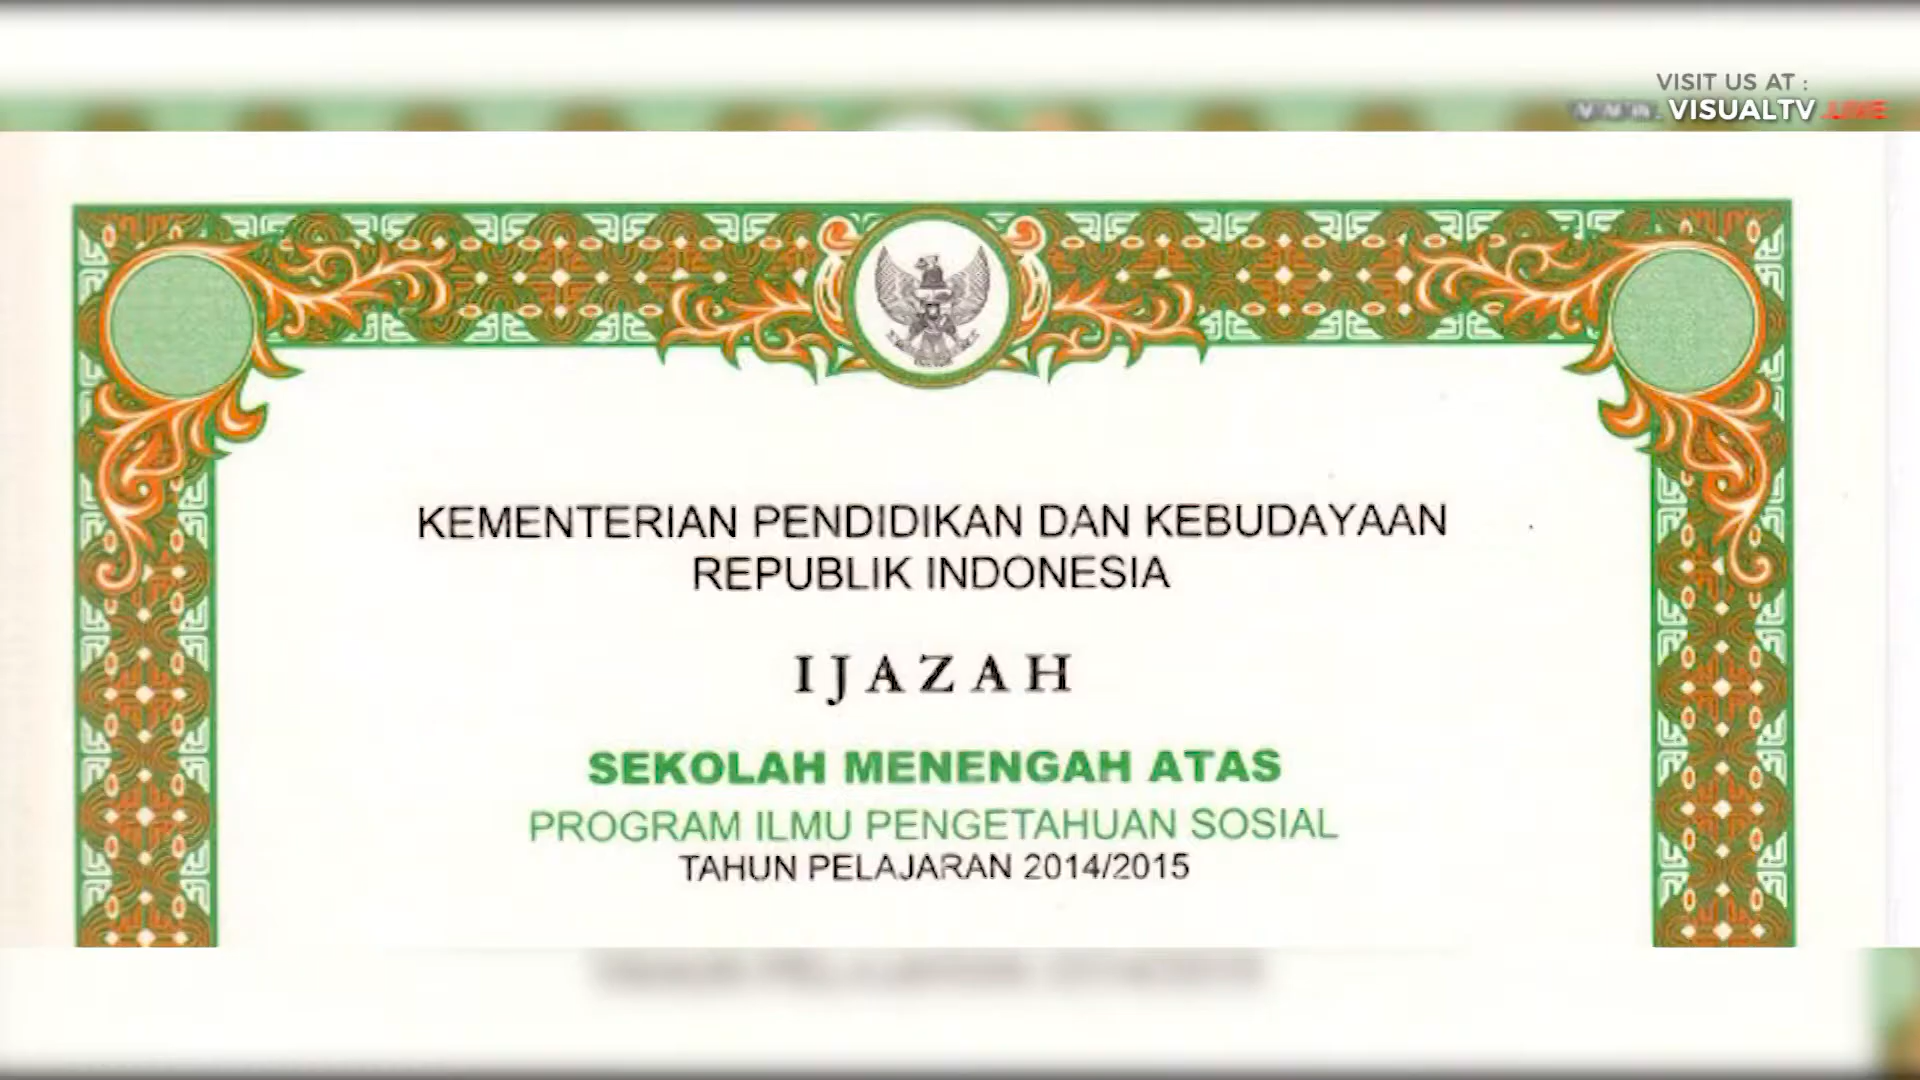 VISIT US AT :
VISUALTV .LIVE
KEMENTERIAN PENDIDIKAN DAN KEBUDAYAAN
REPUBLIK INDONESIA
IJAZAH
SEKOLAH MENENGAH ATAS
PROGRAM ILMU PENGETAHUAN SOSIAL
TAHUN PELAJARAN 2014/2015